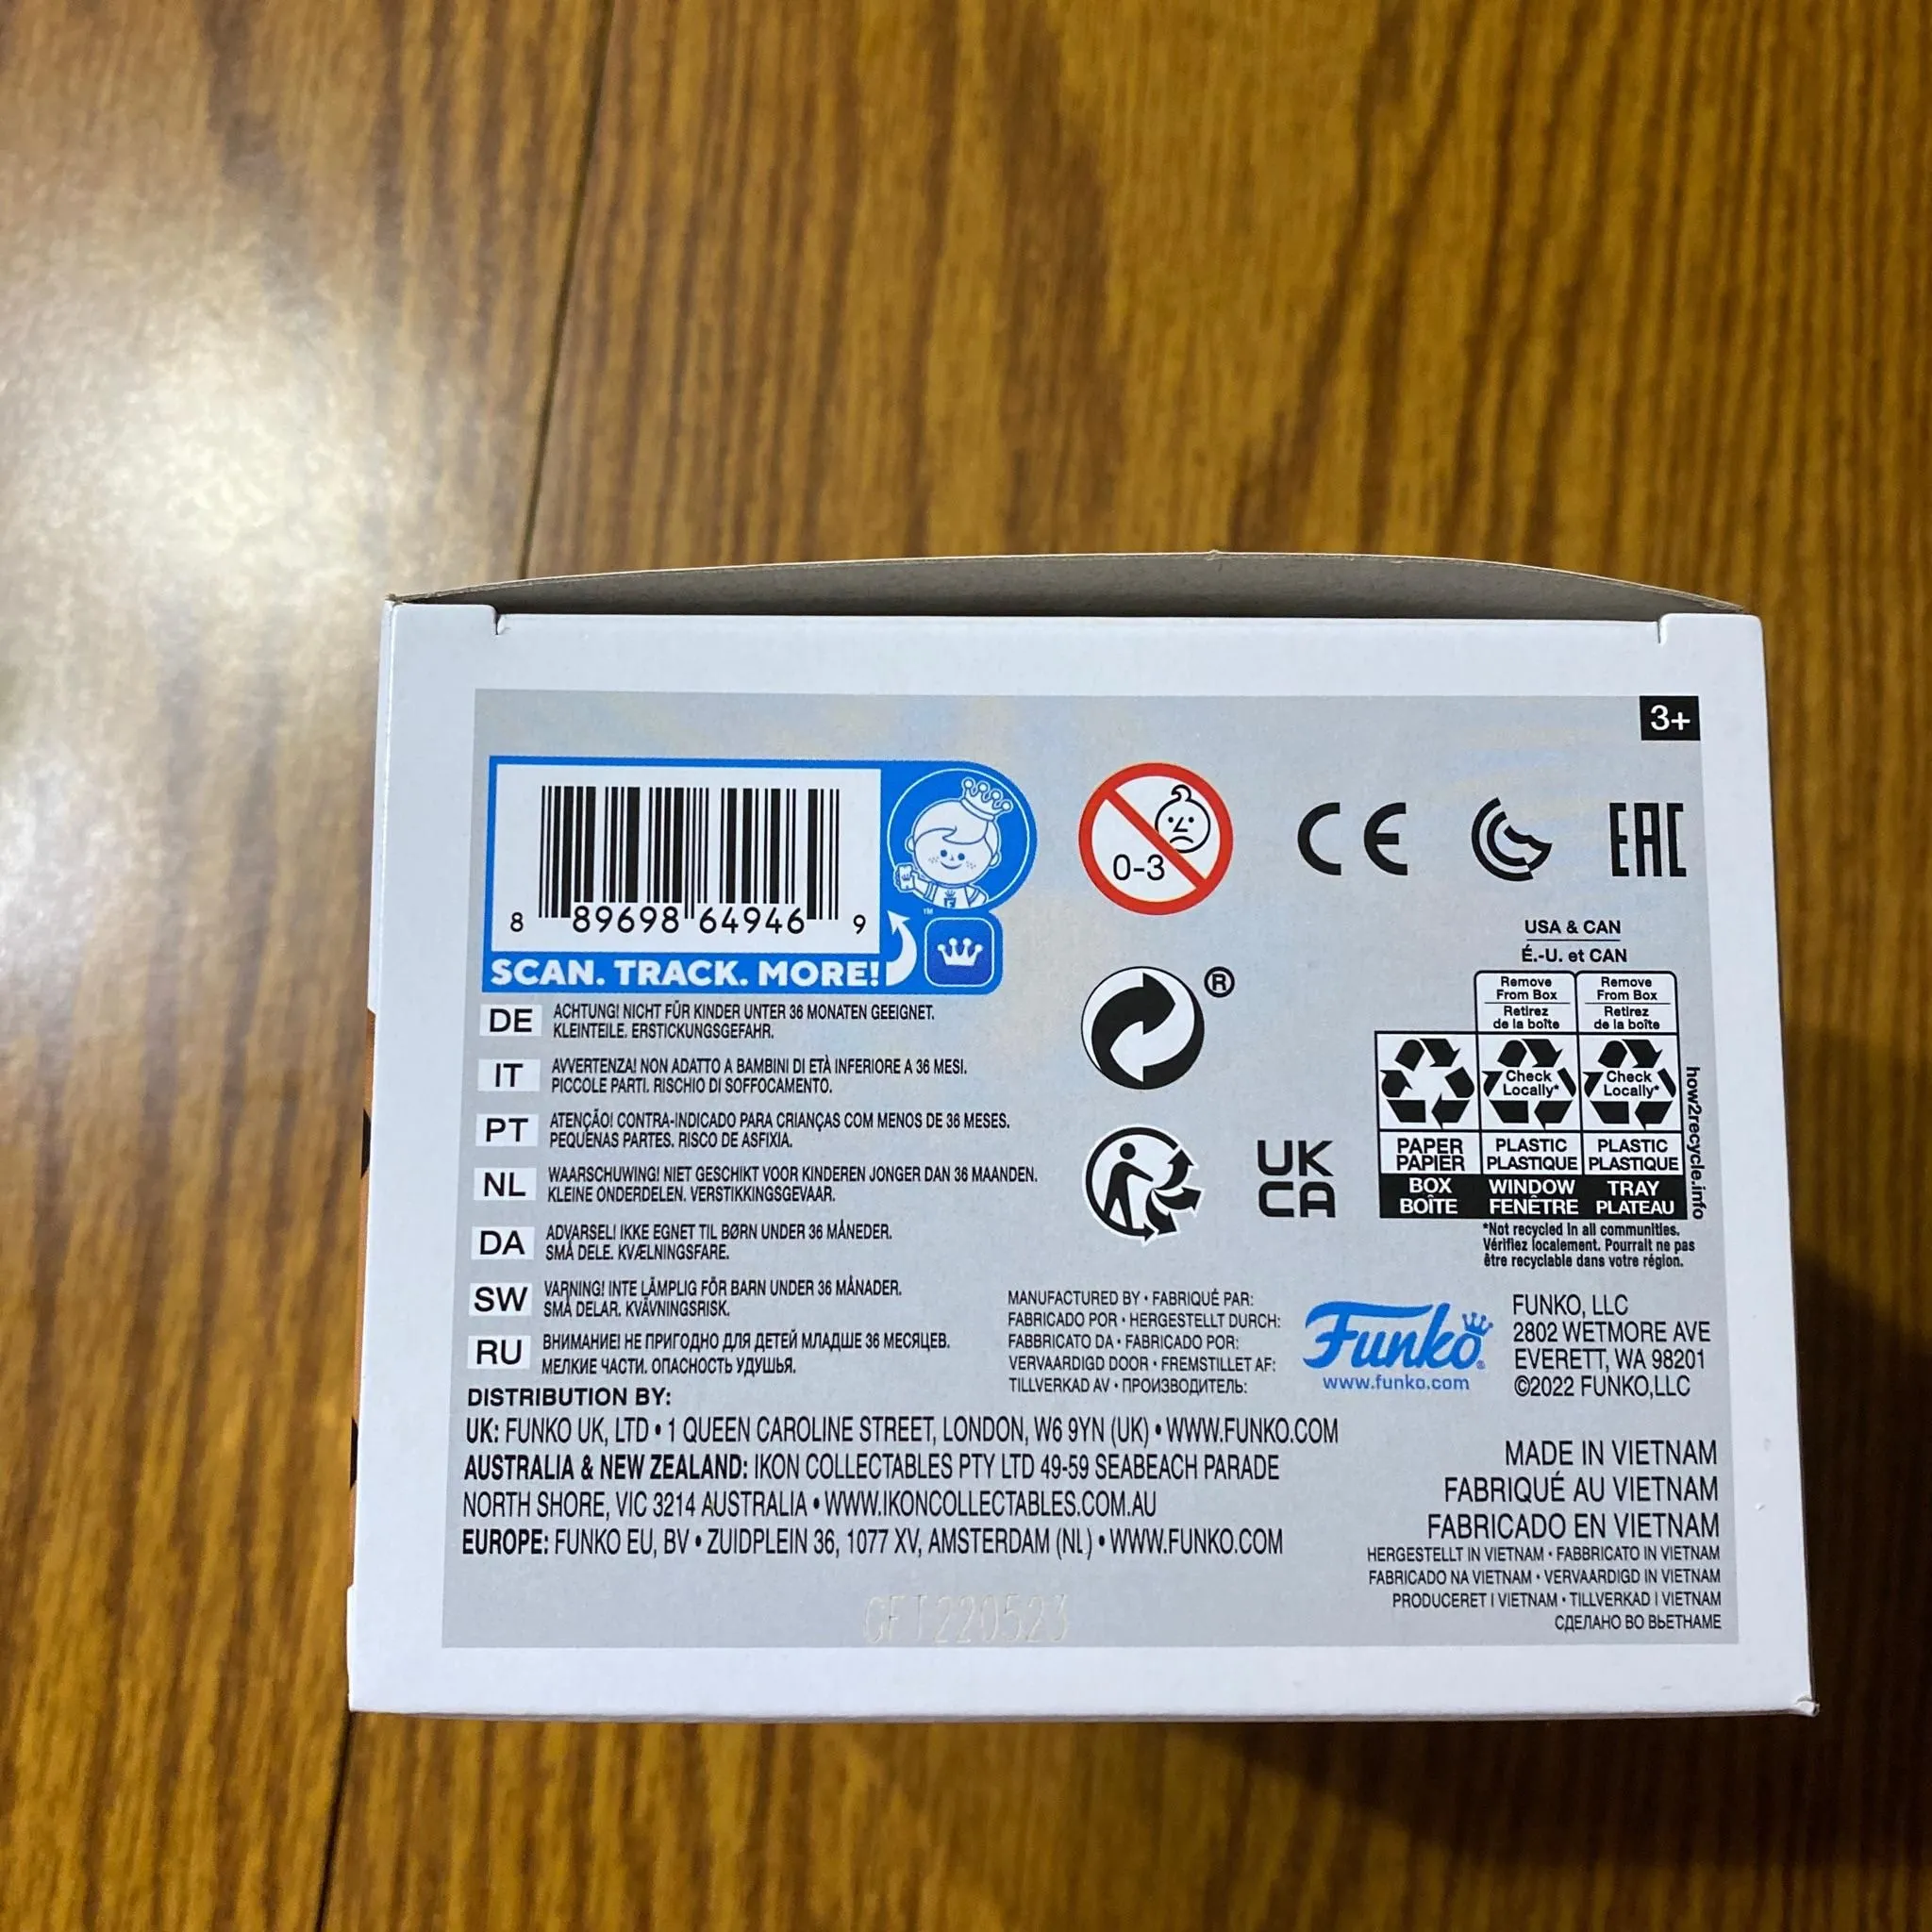 3+
8 89698 64946 9
™
SCAN. TRACK. MORE!
0-3
CE
EAC
®
DE ACHTUNG! NICHT FÜR KINDER UNTER 36 MONATEN GEEIGNET.
KLEINTEILE. ERSTICKUNGSGEFAHR.
IT AVVERTENZA! NON ADATTO A BAMBINI DI ETÀ INFERIORE A 36 MESI.
PICCOLE PARTI. RISCHIO DI SOFFOCAMENTO.
PT ATENÇÃO! CONTRA-INDICADO PARA CRIANÇAS COM MENOS DE 36 MESES.
PEQUENAS PARTES. RISCO DE ASFIXIA.
NL WAARSCHUWING! NIET GESCHIKT VOOR KINDEREN JONGER DAN 36 MAANDEN.
KLEINE ONDERDELEN. VERSTIKKINGSGEVAAR.
DA ADVARSEL! IKKE EGNET TIL BØRN UNDER 36 MÅNEDER.
SMÅ DELE. KVÆLNINGSFARE.
SW VARNING! INTE LÄMPLIG FÖR BARN UNDER 36 MÅNADER.
SMÅ DELAR. KVÄVNINGSRISK.
RU ВНИМАНИЕ! НЕ ПРИГОДНО ДЛЯ ДЕТЕЙ МЛАДШЕ 36 МЕСЯЦЕВ.
МЕЛКИЕ ЧАСТИ. ОПАСНОСТЬ УДУШЬЯ.
UK
CA
USA & CAN
É.-U. et CAN
Remove From Box Retirez de la boîte
Remove From Box Retirez de la boîte
Check Locally*
Check Locally*
PAPER PAPIER
PLASTIC PLASTIQUE
PLASTIC PLASTIQUE
BOX BOÎTE
WINDOW FENÊTRE
TRAY PLATEAU
how2recycle.info
*Not recycled in all communities.
Vérifiez localement. Pourrait ne pas
être recyclable dans votre région.
MANUFACTURED BY • FABRIQUÉ PAR:
FABRICADO POR • HERGESTELLT DURCH:
FABBRICATO DA • FABRICADO POR:
VERVAARDIGD DOOR • FREMSTILLET AF:
TILLVERKAD AV • ПРОИЗВОДИТЕЛЬ:
Funko®
www.funko.com
FUNKO, LLC
2802 WETMORE AVE
EVERETT, WA 98201
©2022 FUNKO,LLC
DISTRIBUTION BY:
UK: FUNKO UK, LTD • 1 QUEEN CAROLINE STREET, LONDON, W6 9YN (UK) • WWW.FUNKO.COM
AUSTRALIA & NEW ZEALAND: IKON COLLECTABLES PTY LTD 49-59 SEABEACH PARADE
NORTH SHORE, VIC 3214 AUSTRALIA • WWW.IKONCOLLECTABLES.COM.AU
EUROPE: FUNKO EU, BV • ZUIDPLEIN 36, 1077 XV, AMSTERDAM (NL) • WWW.FUNKO.COM
MADE IN VIETNAM
FABRIQUÉ AU VIETNAM
FABRICADO EN VIETNAM
HERGESTELLT IN VIETNAM • FABBRICATO IN VIETNAM
FABRICADO NA VIETNAM • VERVAARDIGD IN VIETNAM
PRODUCERET I VIETNAM • TILLVERKAD I VIETNAM
СДЕЛАНО ВО ВЬЕТНАМЕ
CFT220523